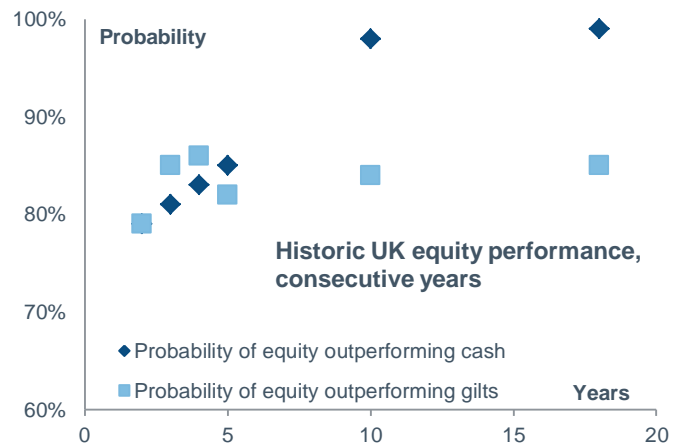 100%
Probability
90%
80%
Historic UK equity performance,
consecutive years
70%
Probability of equity outperforming cash
Probability of equity outperforming gilts
Years
60%
0 5 10 15 20